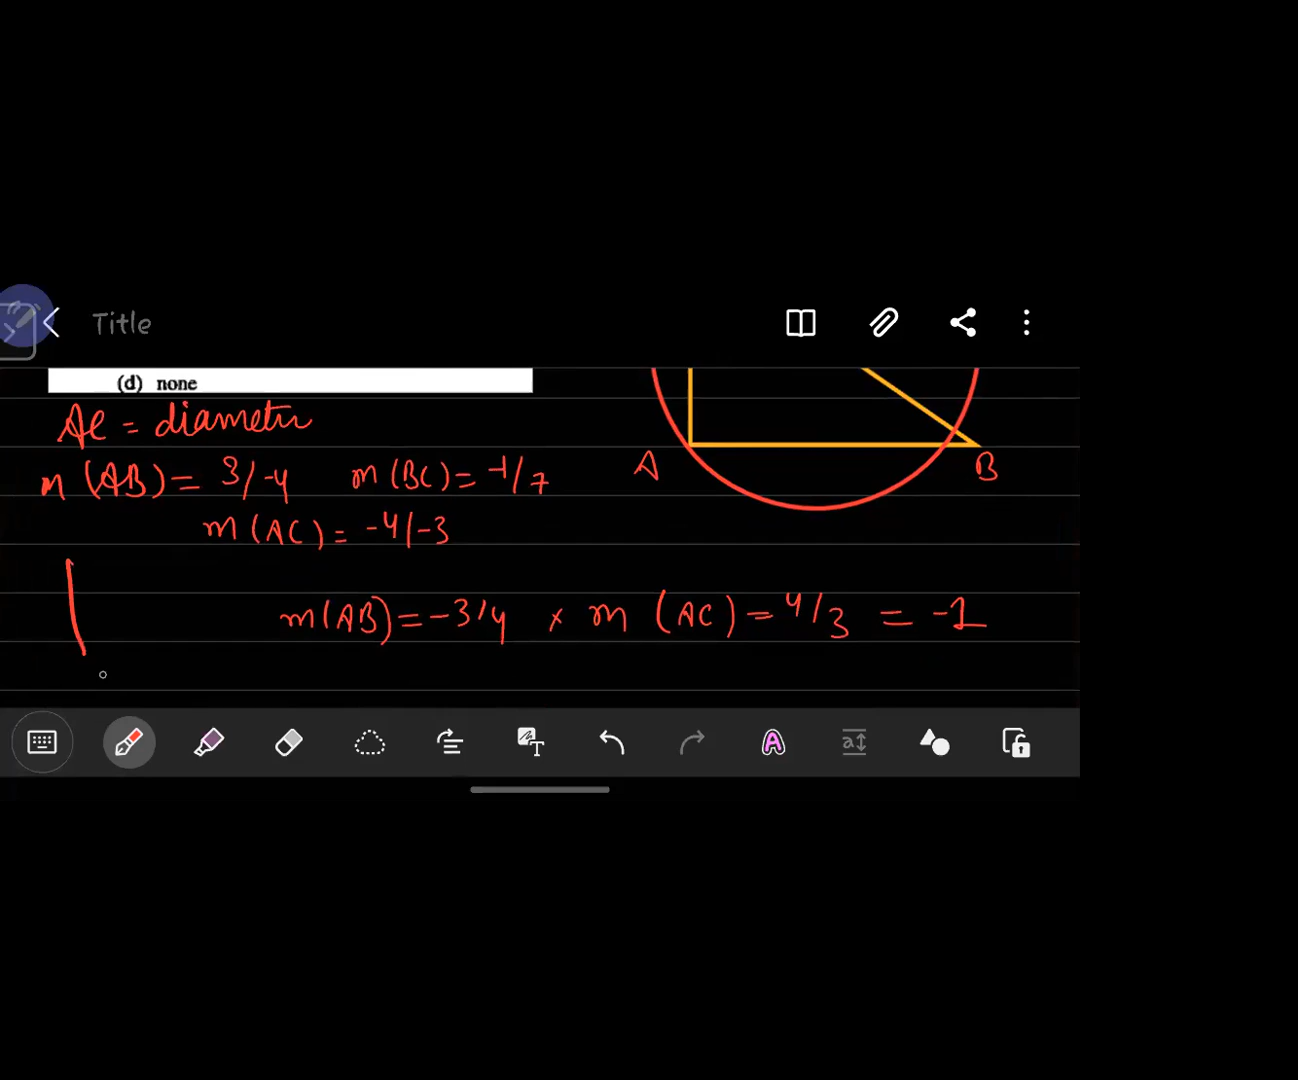 Title
(d) none
AC = diameter
m (AB) = 3/-4 m (BC) = -1/7
A B
m (AC) = -4/-3
m(AB) = -3/4 × m (AC) = 4/3 = -1